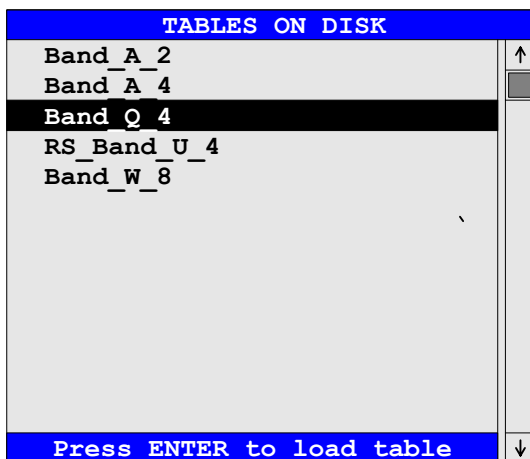 TABLES ON DISK
Band_A_2
Band_A_4
Band_Q_4
RS_Band_U_4
Band_W_8
Press ENTER to load table